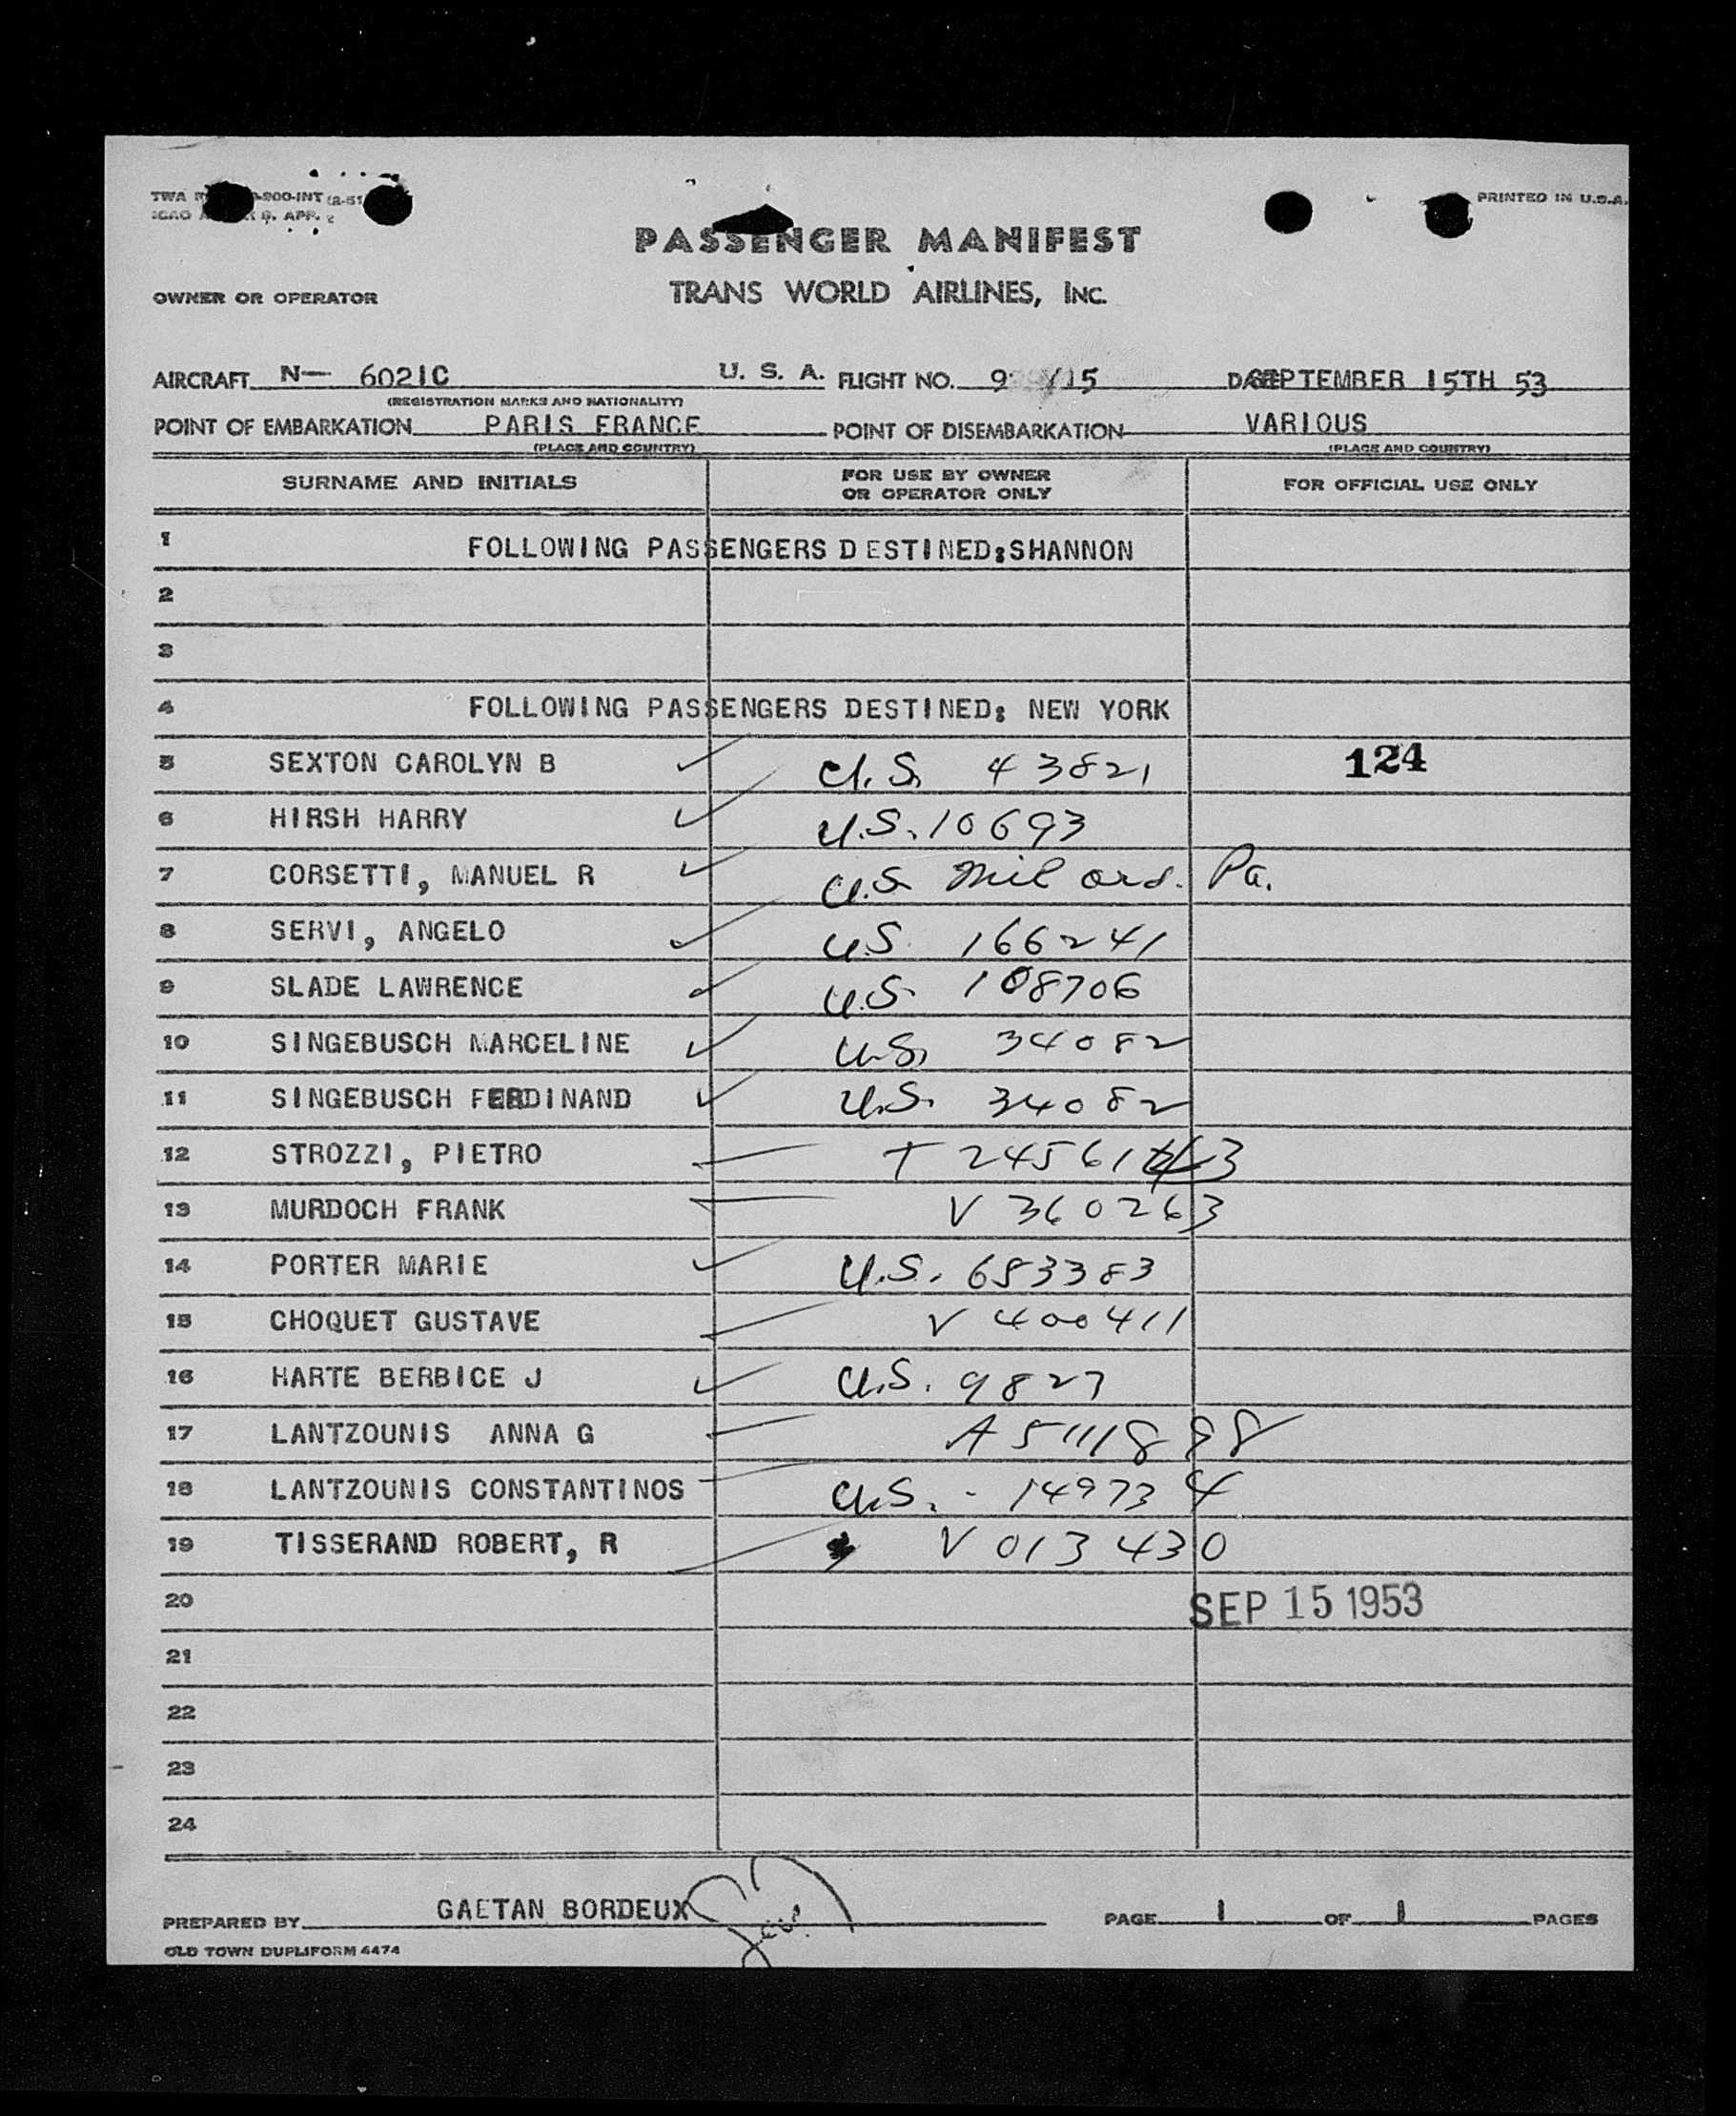 PRINTED IN U.S.A.
PASSENGER MANIFEST
OWNER OR OPERATOR TRANS WORLD AIRLINES, INC.
AIRCRAFT N— 6021C U. S. A. FLIGHT NO. 9 /15 SEPTEMBER 15TH 53
(REGISTRATION MARKS AND NATIONALITY)
POINT OF EMBARKATION PARIS FRANCE POINT OF DISEMBARKATION VARIOUS
(PLACE AND COUNTRY) (PLACE AND COUNTRY)
SURNAME AND INITIALS FOR USE BY OWNER OR OPERATOR ONLY FOR OFFICIAL USE ONLY
1 FOLLOWING PASSENGERS DESTINED:SHANNON
2
3
4 FOLLOWING PASSENGERS DESTINED: NEW YORK
5 SEXTON CAROLYN B ✓ U.S. 43821 124
6 HIRSH HARRY ✓ U.S. 10693
7 CORSETTI, MANUEL R ✓ U.S. Mil ord. Pa.
8 SERVI, ANGELO ✓ U.S. 166241
9 SLADE LAWRENCE ✓ U.S. 108706
10 SINGEBUSCH MARCELINE ✓ U.S. 34082
11 SINGEBUSCH FERDINAND ✓ U.S. 34082
12 STROZZI, PIETRO T 24561 3
13 MURDOCH FRANK V 360263
14 PORTER MARIE ✓ U.S. 683383
15 CHOQUET GUSTAVE V 400411
16 HARTE BERBICE J ✓ U.S. 9827
17 LANTZOUNIS ANNA G A 5111898
18 LANTZOUNIS CONSTANTINOS U.S. - 149734
19 TISSERAND ROBERT, R V 013430
20 SEP 15 1953
21
22
23
24
PREPARED BY GAETAN BORDEUX PAGE 1 OF 1 PAGES
OLD TOWN DUPLIFORM 4474